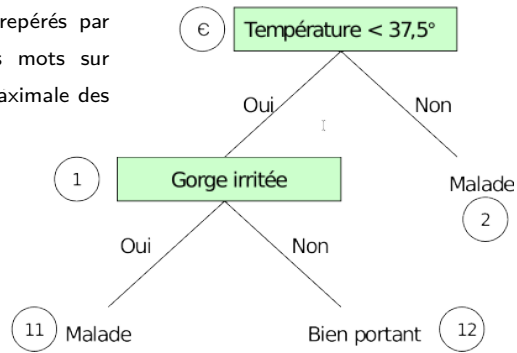 repérés par
mots sur
des
Є Température < 37,5°
Oui Non
1 Gorge irritée
Malade
2
Oui Non
11 Malade Bien portant 12